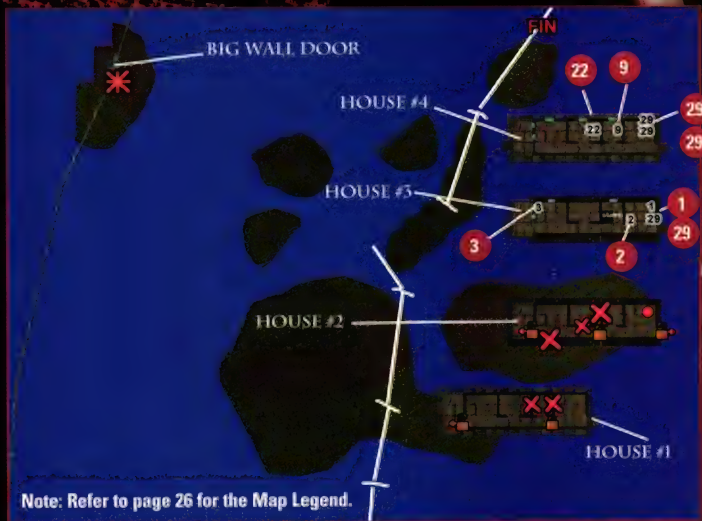 FIN
BIG WALL DOOR
22
9
29
HOUSE #4
22
9
29
29
29
HOUSE #3
3
1
1
2
29
29
3
2
HOUSE #2
HOUSE #1
Note: Refer to page 26 for the Map Legend.